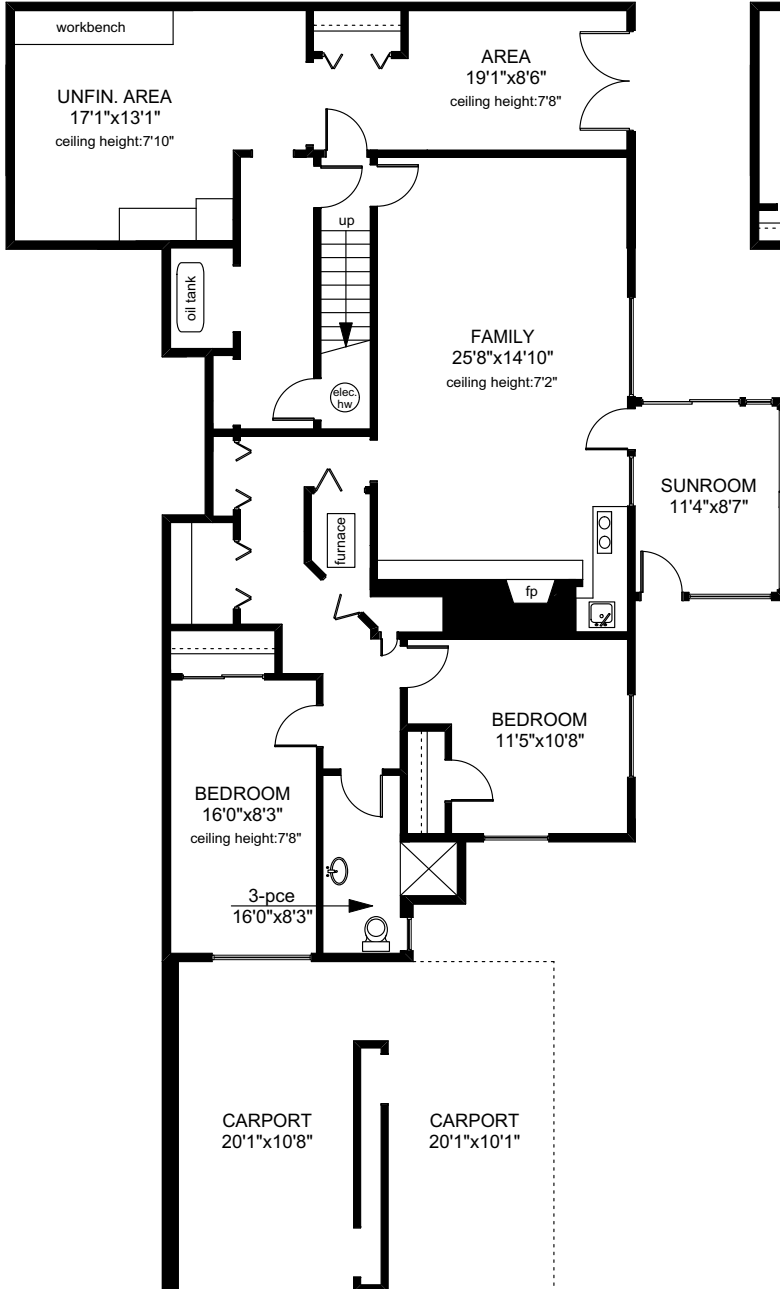 workbench
UNFIN. AREA
17'1"x13'1"
ceiling height:7'10"
AREA
19'1"x8'6"
ceiling height:7'8"
up
oil tank
elec.
hw
FAMILY
25'8"x14'10"
ceiling height:7'2"
SUNROOM
11'4"x8'7"
furnace
fp
BEDROOM
11'5"x10'8"
BEDROOM
16'0"x8'3"
ceiling height:7'8"
3-pce
16'0"x8'3"
CARPORT
20'1"x10'8"
CARPORT
20'1"x10'1"